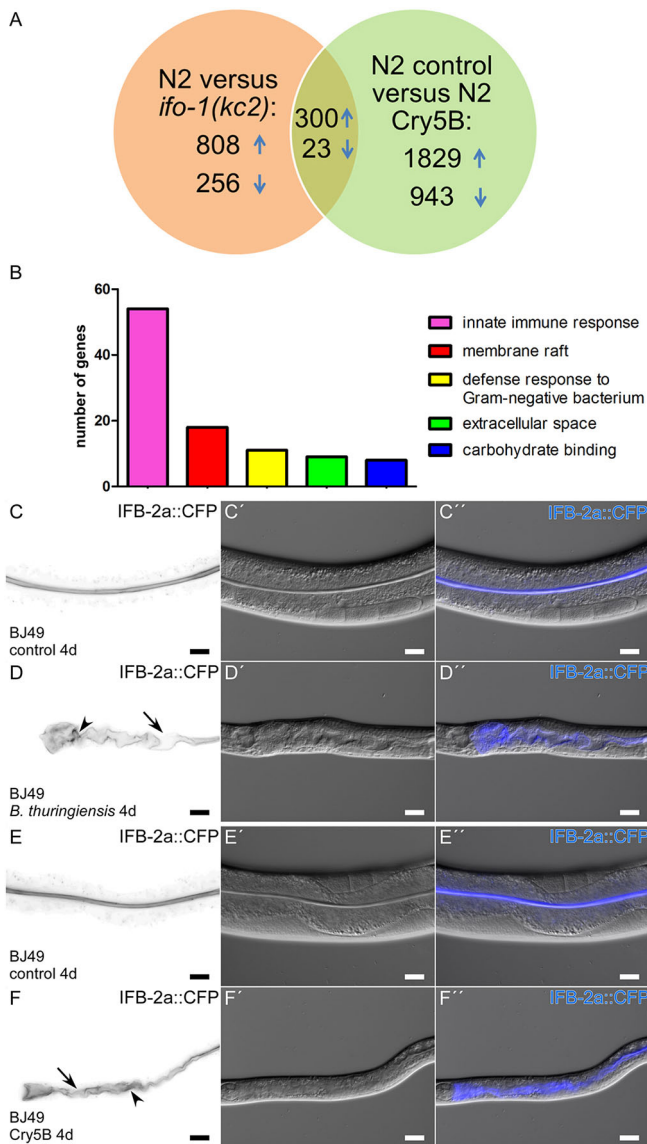 A
N2 versus
ifo-1(kc2):
808 ↑
256 ↓
300 ↑
23 ↓
N2 control
versus N2
Cry5B:
1829 ↑
943 ↓
B
number of genes
60
40
20
0
innate immune response
membrane raft
defense response to
Gram-negative bacterium
extracellular space
carbohydrate binding
C
IFB-2a::CFP
BJ49
control 4d
C´
C´´
IFB-2a::CFP
D
IFB-2a::CFP
BJ49
B. thuringiensis 4d
D´
D´´
IFB-2a::CFP
E
IFB-2a::CFP
BJ49
control 4d
E´
E´´
IFB-2a::CFP
F
IFB-2a::CFP
BJ49
Cry5B 4d
F´
F´´
IFB-2a::CFP